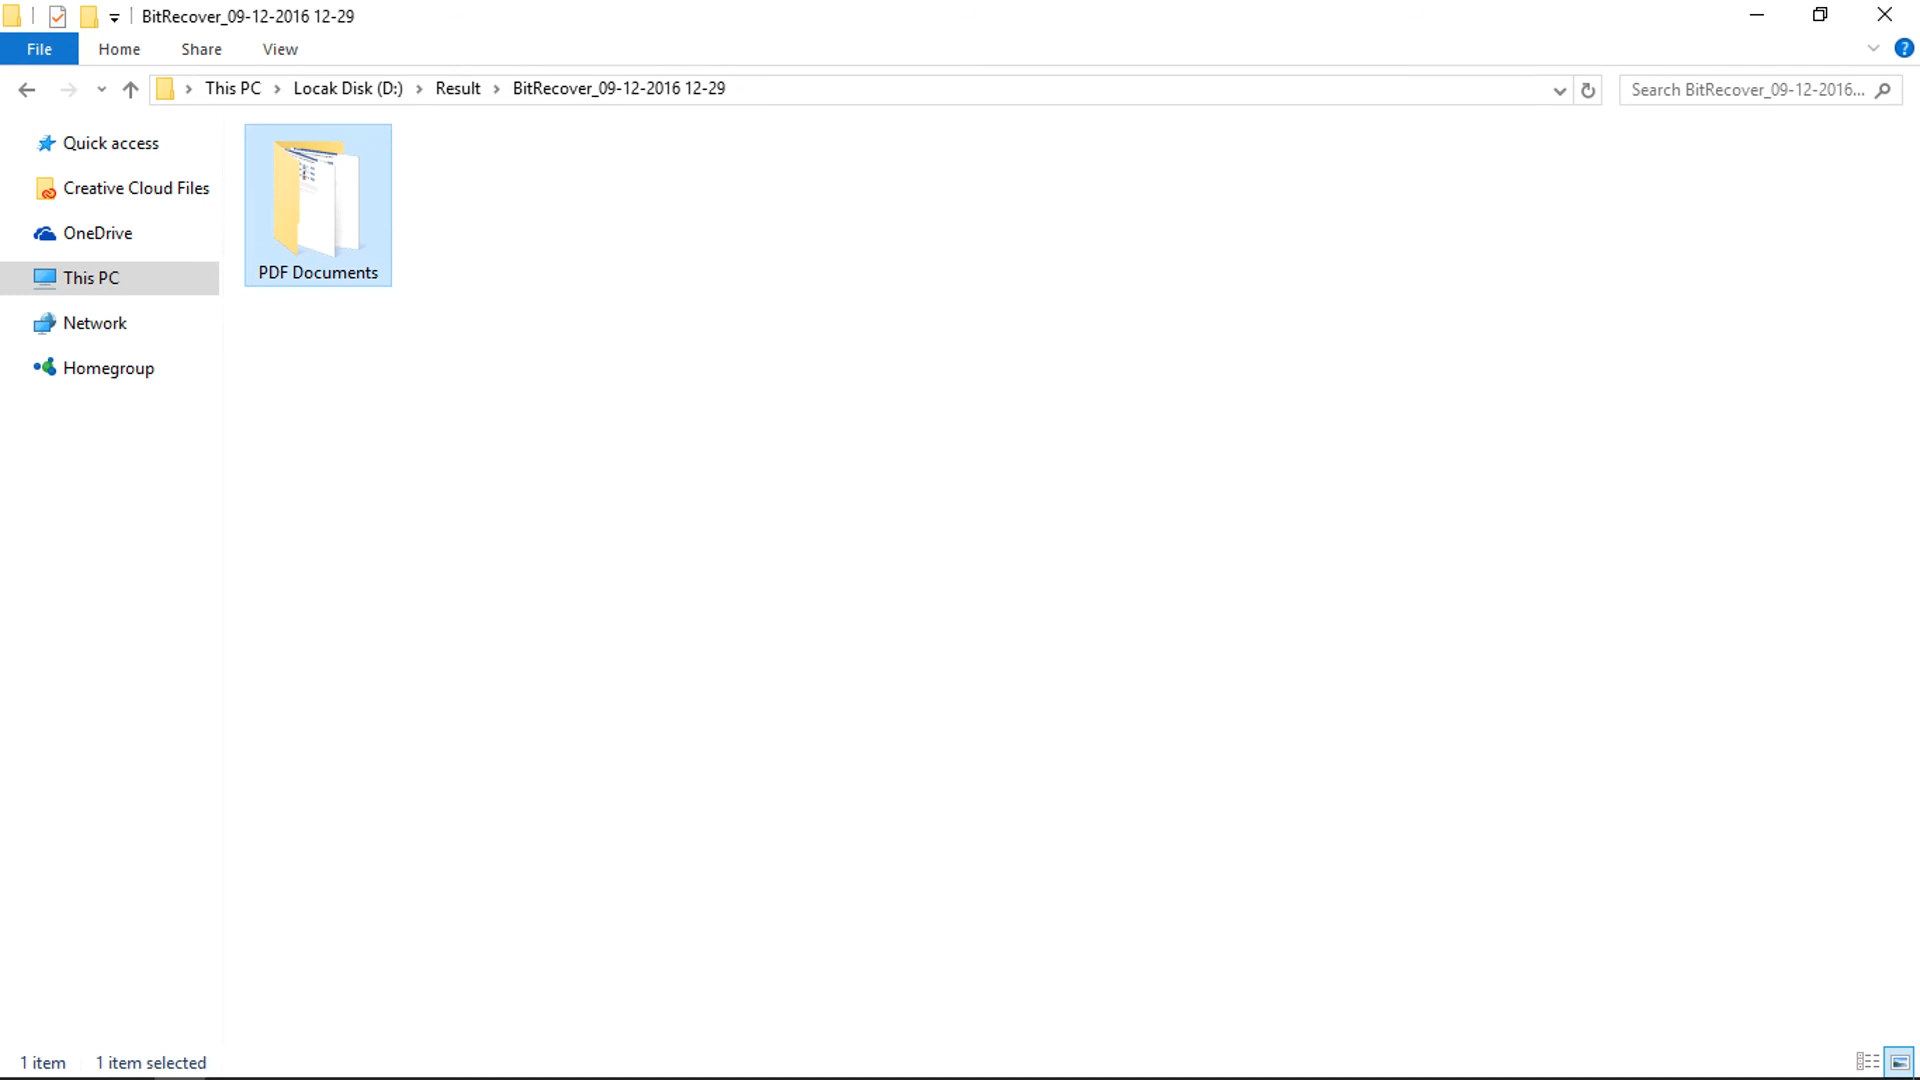 BitRecover_09-12-2016 12-29
File Home Share View
This PC Locak Disk (D:) Result BitRecover_09-12-2016 12-29
Search BitRecover_09-12-2016...
Quick access
Creative Cloud Files
OneDrive
This PC
Network
Homegroup
PDF Documents
1 item 1 item selected